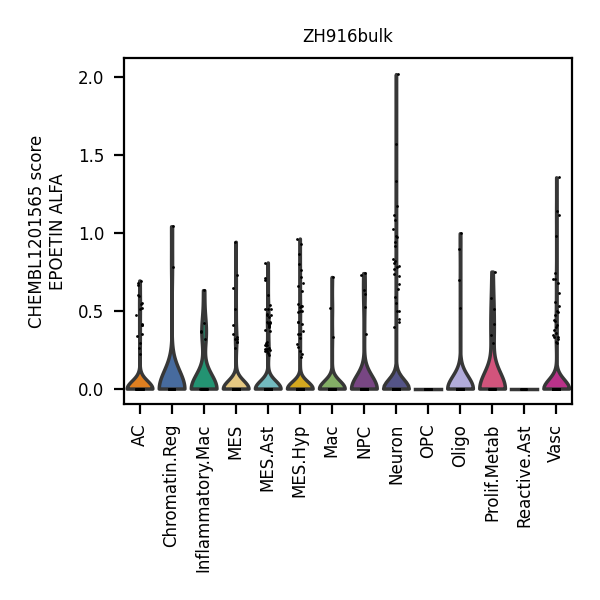 ZH916bulk
CHEMBL1201565 score
EPOETIN ALFA
2.0
1.5
1.0
0.5
0.0
AC
Chromatin.Reg
Inflammatory.Mac
MES
MES.Ast
MES.Hyp
Mac
NPC
Neuron
OPC
Oligo
Prolif.Metab
Reactive.Ast
Vasc